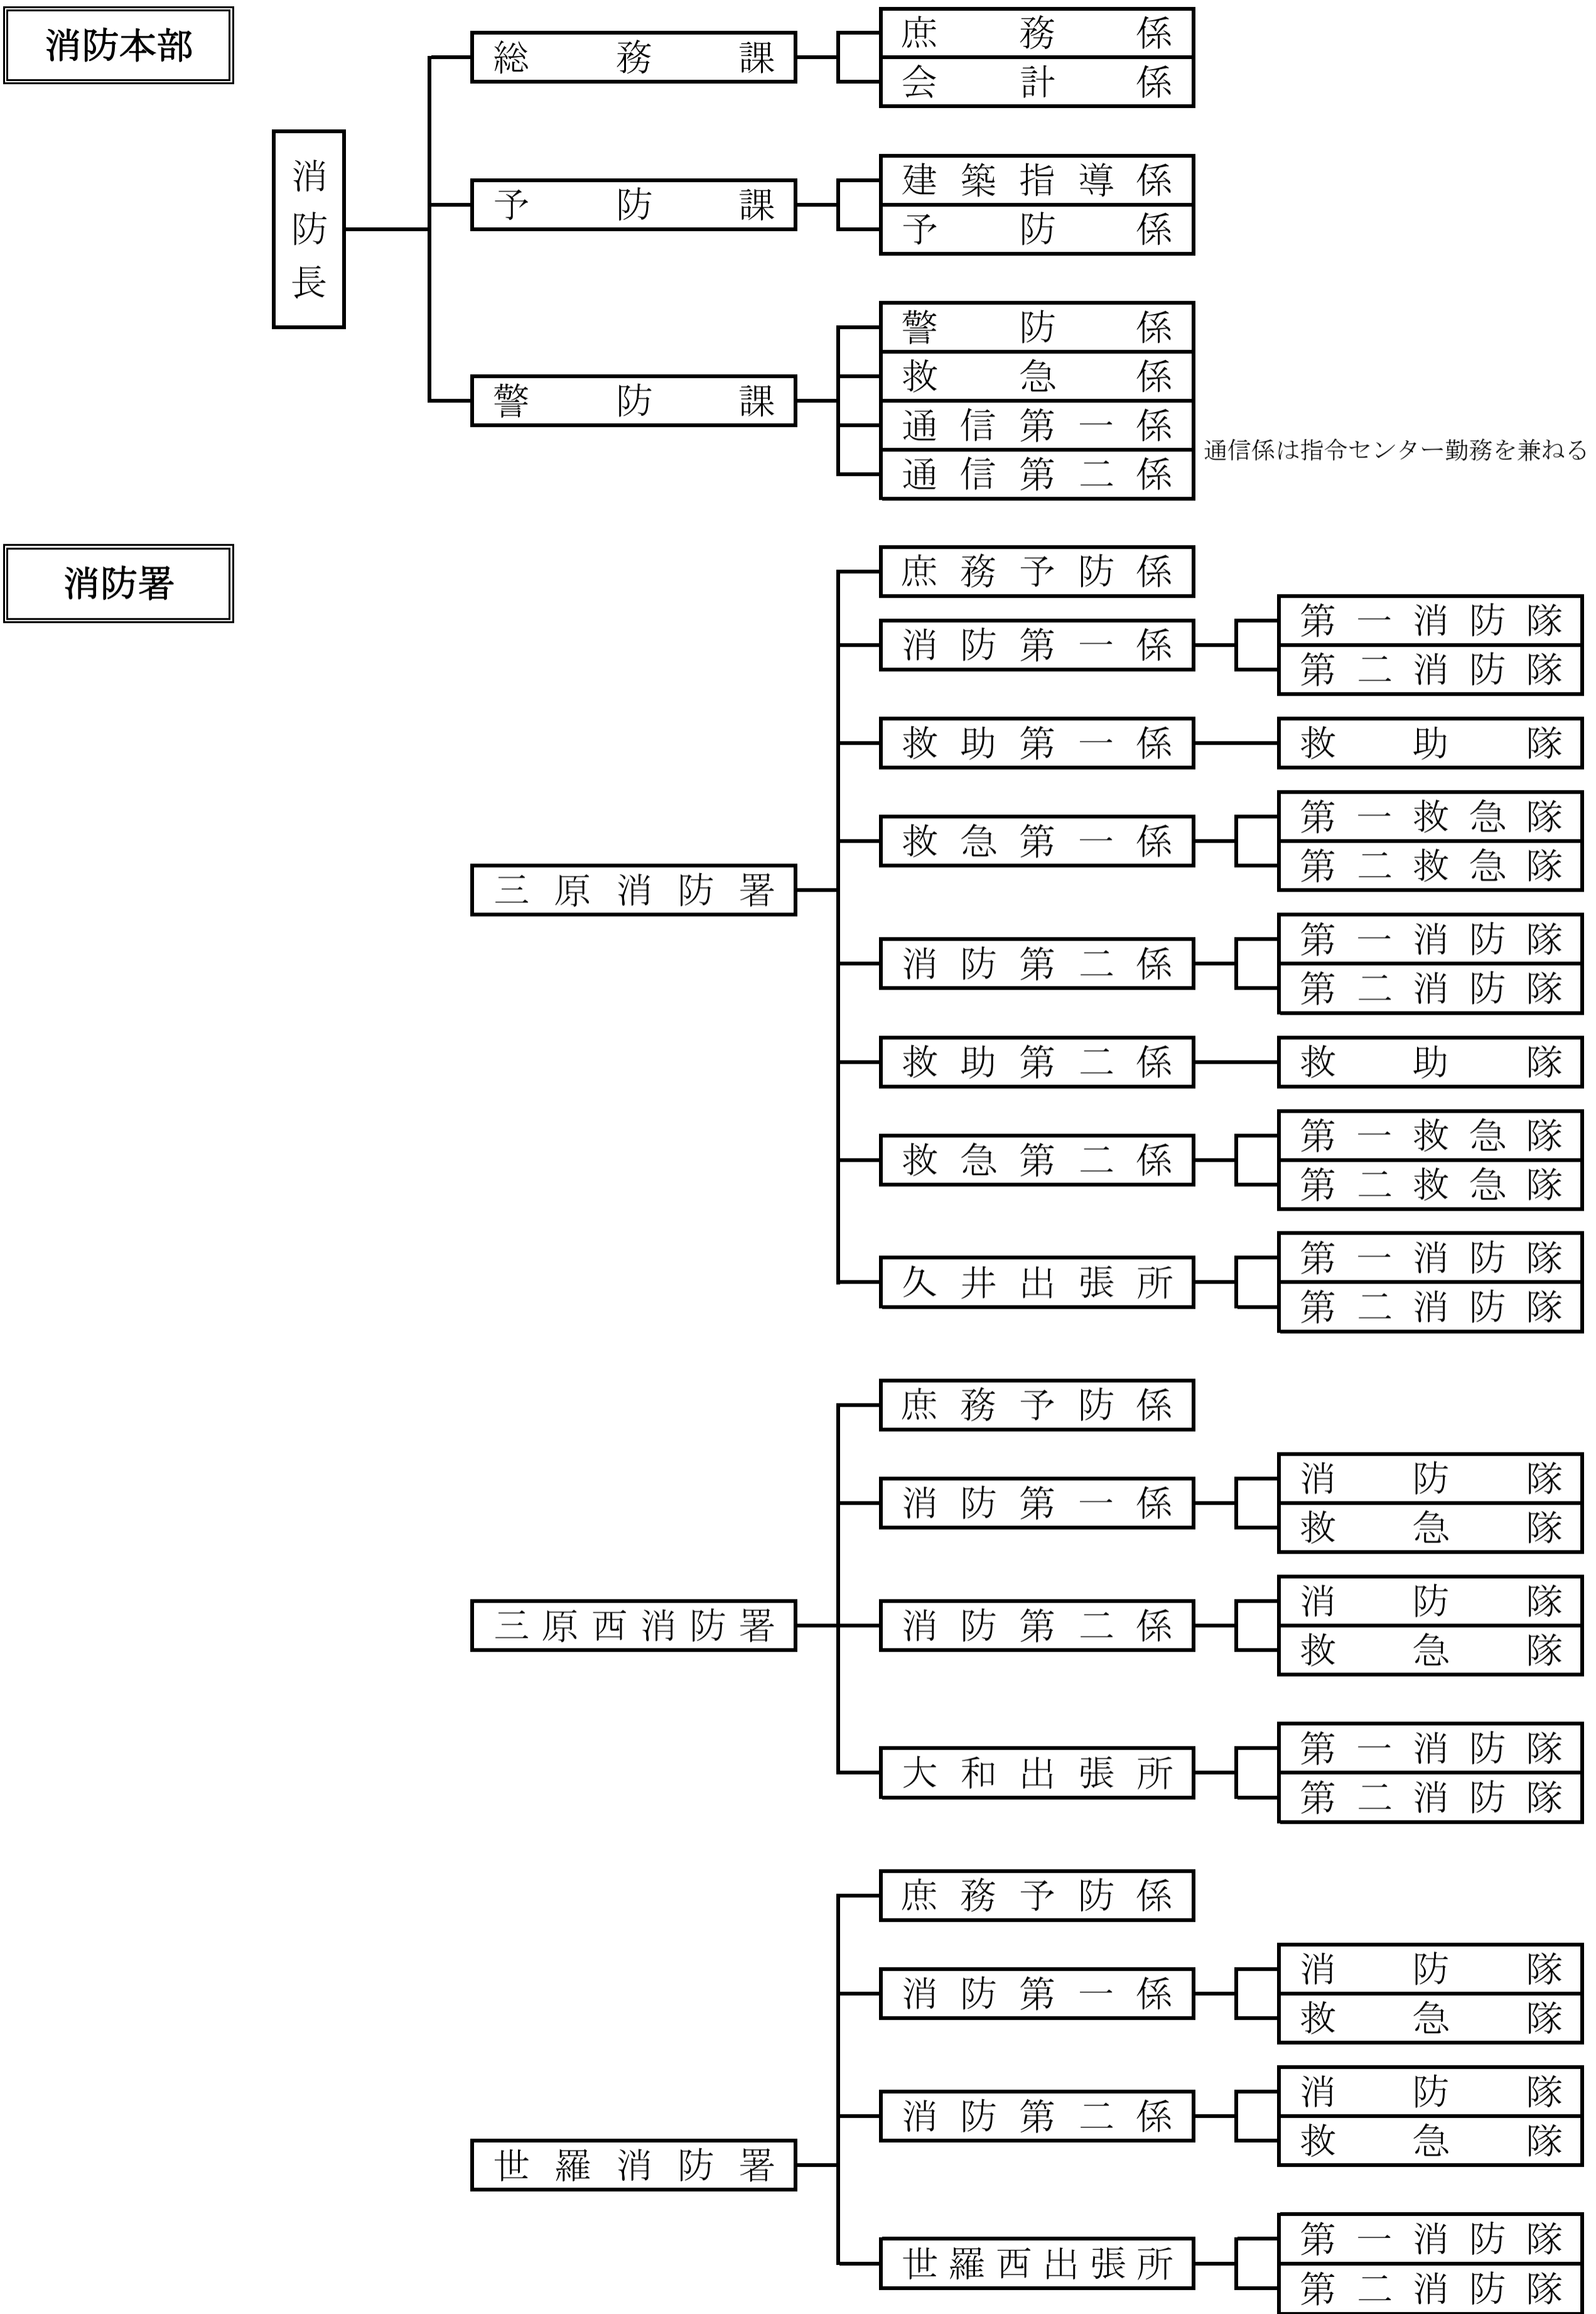 消防本部
消防長
総務課
庶務係
会計係
予防課
建築指導係
予防係
警防課
警防係
救急係
通信第一係
通信第二係
通信係は指令センター勤務を兼ねる
消防署
三原消防署
庶務予防係
消防第一係
第一消防隊
第二消防隊
救助第一係
救助隊
救急第一係
第一救急隊
第二救急隊
消防第二係
第一消防隊
第二消防隊
救助第二係
救助隊
救急第二係
第一救急隊
第二救急隊
久井出張所
第一消防隊
第二消防隊
三原西消防署
庶務予防係
消防第一係
消防隊
救急隊
消防第二係
消防隊
救急隊
大和出張所
第一消防隊
第二消防隊
世羅消防署
庶務予防係
消防第一係
消防隊
救急隊
消防第二係
消防隊
救急隊
世羅西出張所
第一消防隊
第二消防隊